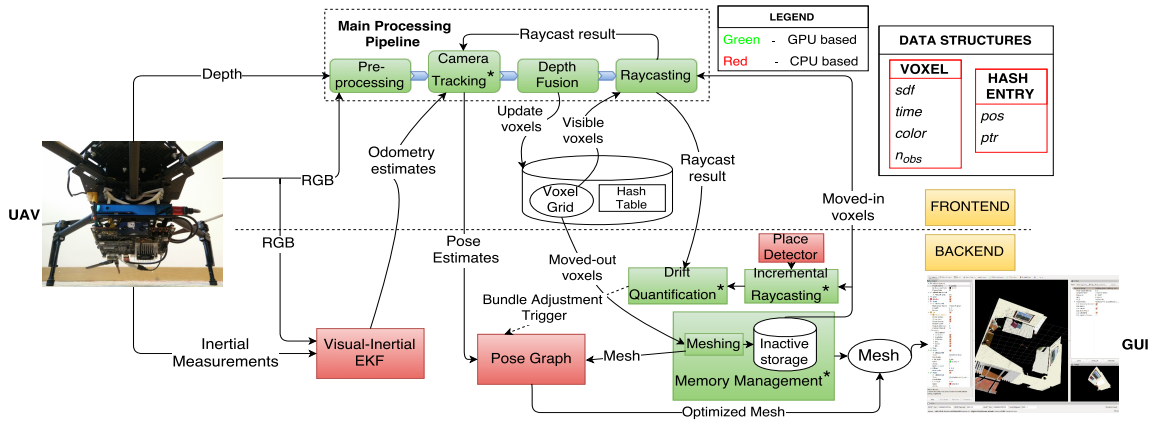 Main Processing
Pipeline
Raycast result
Pre-
processing
Camera
Tracking*
Depth
Fusion
Raycasting
LEGEND
Green - GPU based
Red - CPU based
DATA STRUCTURES
VOXEL
sdf
time
color
n_obs
HASH
ENTRY
pos
ptr
Depth
Update
voxels
Visible
voxels
Odometry
estimates
RGB
Voxel
Grid
Hash
Table
Raycast
result
Moved-in
voxels
UAV
FRONTEND
BACKEND
RGB
Pose
Estimates
Moved-out
voxels
Place
Detector
Drift
Quantification*
Incremental
Raycasting*
Bundle Adjustment
Trigger
Inertial
Measurements
Visual-Inertial
EKF
Pose Graph
Mesh
Meshing
Inactive
storage
Memory Management*
Mesh
GUI
Optimized Mesh